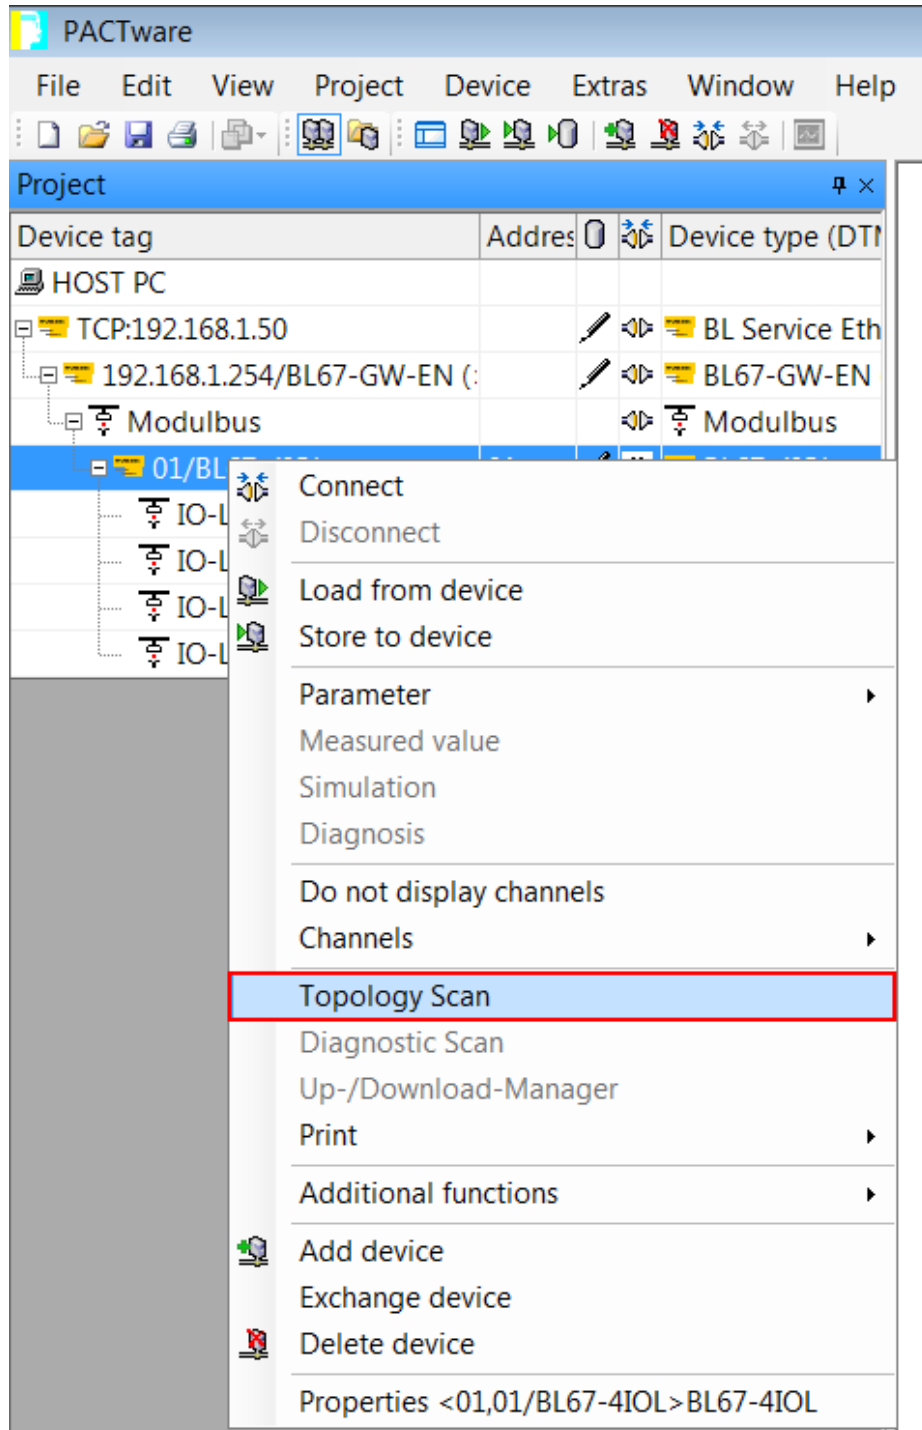 PACTware
File Edit View Project Device Extras Window Help
Project
Device tag Addres Device type (DTM
HOST PC
TCP:192.168.1.50 BL Service Eth
192.168.1.254/BL67-GW-EN ( BL67-GW-EN
Modulbus Modulbus
01/BL
IO-L
IO-L
IO-L
IO-L
Connect
Disconnect
Load from device
Store to device
Parameter
Measured value
Simulation
Diagnosis
Do not display channels
Channels
Topology Scan
Diagnostic Scan
Up-/Download-Manager
Print
Additional functions
Add device
Exchange device
Delete device
Properties <01,01/BL67-4IOL>BL67-4IOL